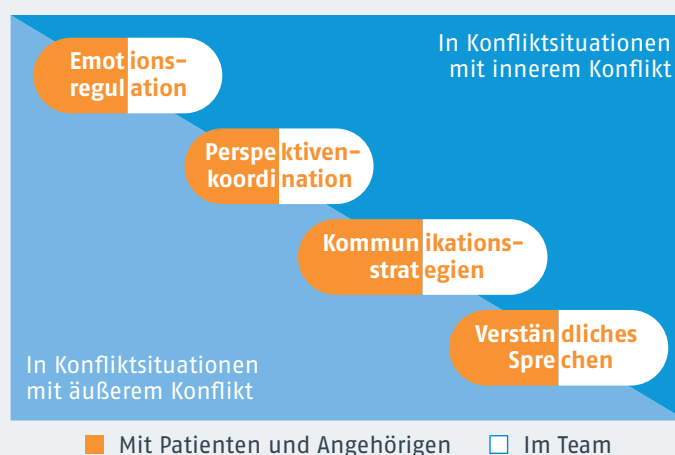 In Konfliktsituationen
mit innerem Konflikt
Emotions-
regulation
Perspektiven-
koordination
Kommunikations-
strategien
Verständliches
Sprechen
In Konfliktsituationen
mit äußerem Konflikt
Mit Patienten und Angehörigen
Im Team